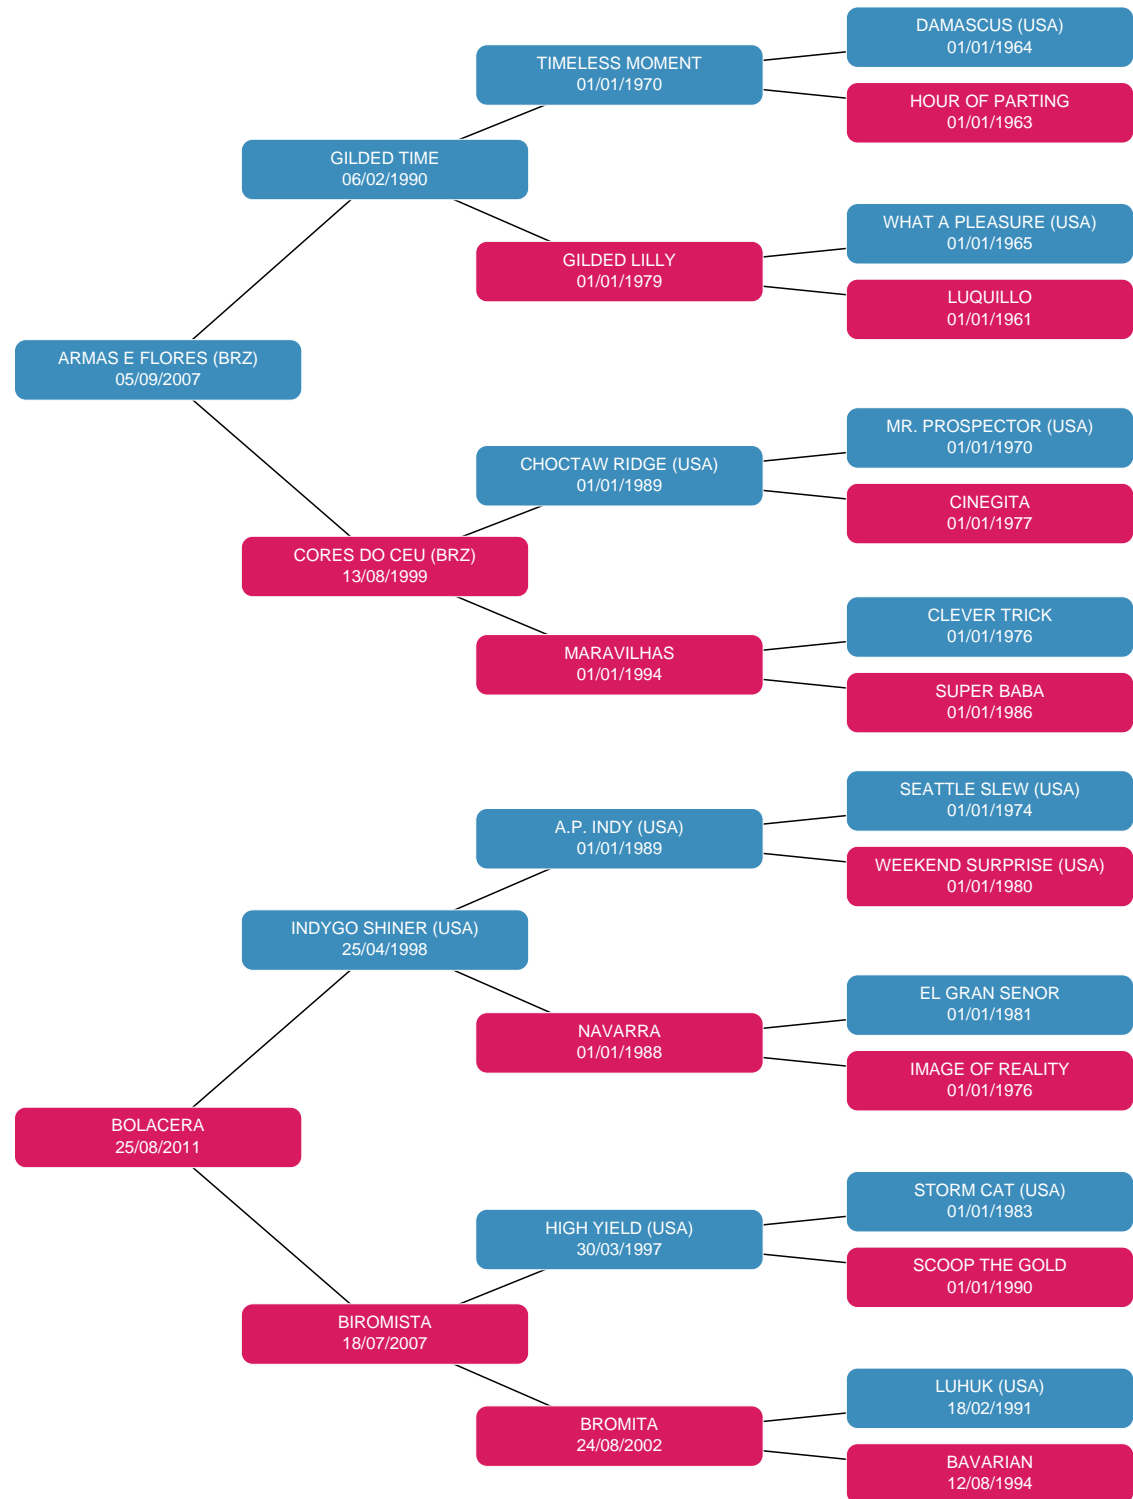 DAMASCUS (USA)
01/01/1964
TIMELESS MOMENT
01/01/1970
HOUR OF PARTING
01/01/1963
GILDED TIME
06/02/1990
WHAT A PLEASURE (USA)
01/01/1965
GILDED LILLY
01/01/1979
LUQUILLO
01/01/1961
ARMAS E FLORES (BRZ)
05/09/2007
MR. PROSPECTOR (USA)
01/01/1970
CHOCTAW RIDGE (USA)
01/01/1989
CINEGITA
01/01/1977
CORES DO CEU (BRZ)
13/08/1999
CLEVER TRICK
01/01/1976
MARAVILHAS
01/01/1994
SUPER BABA
01/01/1986
SEATTLE SLEW (USA)
01/01/1974
A.P. INDY (USA)
01/01/1989
WEEKEND SURPRISE (USA)
01/01/1980
INDYGO SHINER (USA)
25/04/1998
EL GRAN SENOR
01/01/1981
NAVARRA
01/01/1988
IMAGE OF REALITY
01/01/1976
BOLACERA
25/08/2011
STORM CAT (USA)
01/01/1983
HIGH YIELD (USA)
30/03/1997
SCOOP THE GOLD
01/01/1990
BIROMISTA
18/07/2007
LUHUK (USA)
18/02/1991
BROMITA
24/08/2002
BAVARIAN
12/08/1994